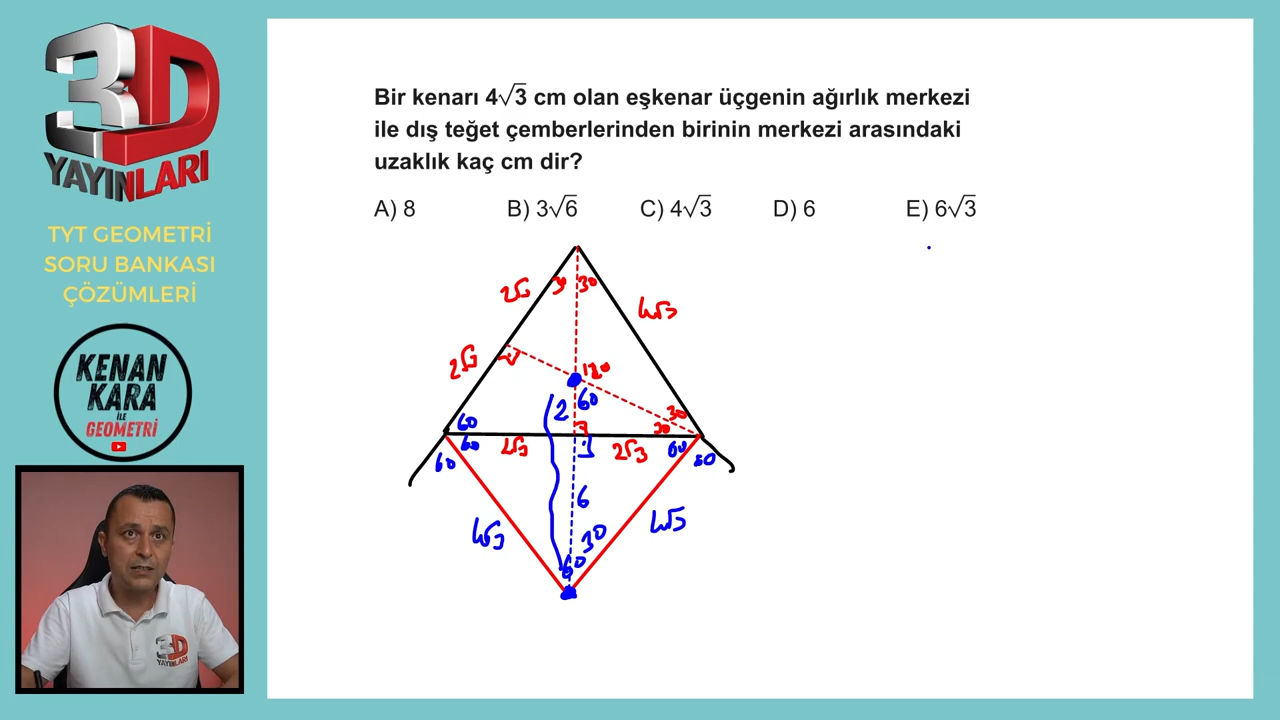 3D
YAYINLARI
TYT GEOMETRİ
SORU BANKASI
ÇÖZÜMLERİ
KENAN
KARA
İLE
GEOMETRİ
3D
YAYINLARI
Bir kenarı 4√3 cm olan eşkenar üçgenin ağırlık merkezi
ile dış teğet çemberlerinden birinin merkezi arasındaki
uzaklık kaç cm dir?
A) 8 B) 3√6 C) 4√3 D) 6 E) 6√3
2√3 30
4√3
2√3 120
2 60
60 30 30
60 2√3 2√3 60
60
6
4√3 30 4√3
60